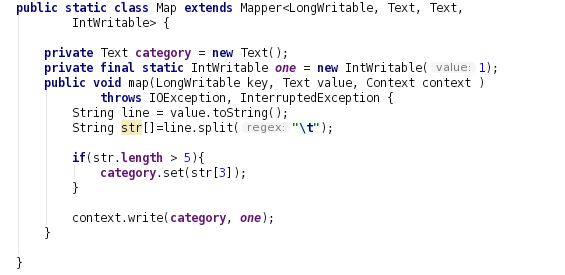 public static class Map extends Mapper<LongWritable, Text, Text,
        IntWritable> {

    private Text category = new Text();
    private final static IntWritable one = new IntWritable( value: 1);
    public void map(LongWritable key, Text value, Context context )
            throws IOException, InterruptedException {
        String line = value.toString();
        String str[]=line.split( regex: "\t");

        if(str.length > 5){
            category.set(str[3]);
        }

        context.write(category, one);
    }

}